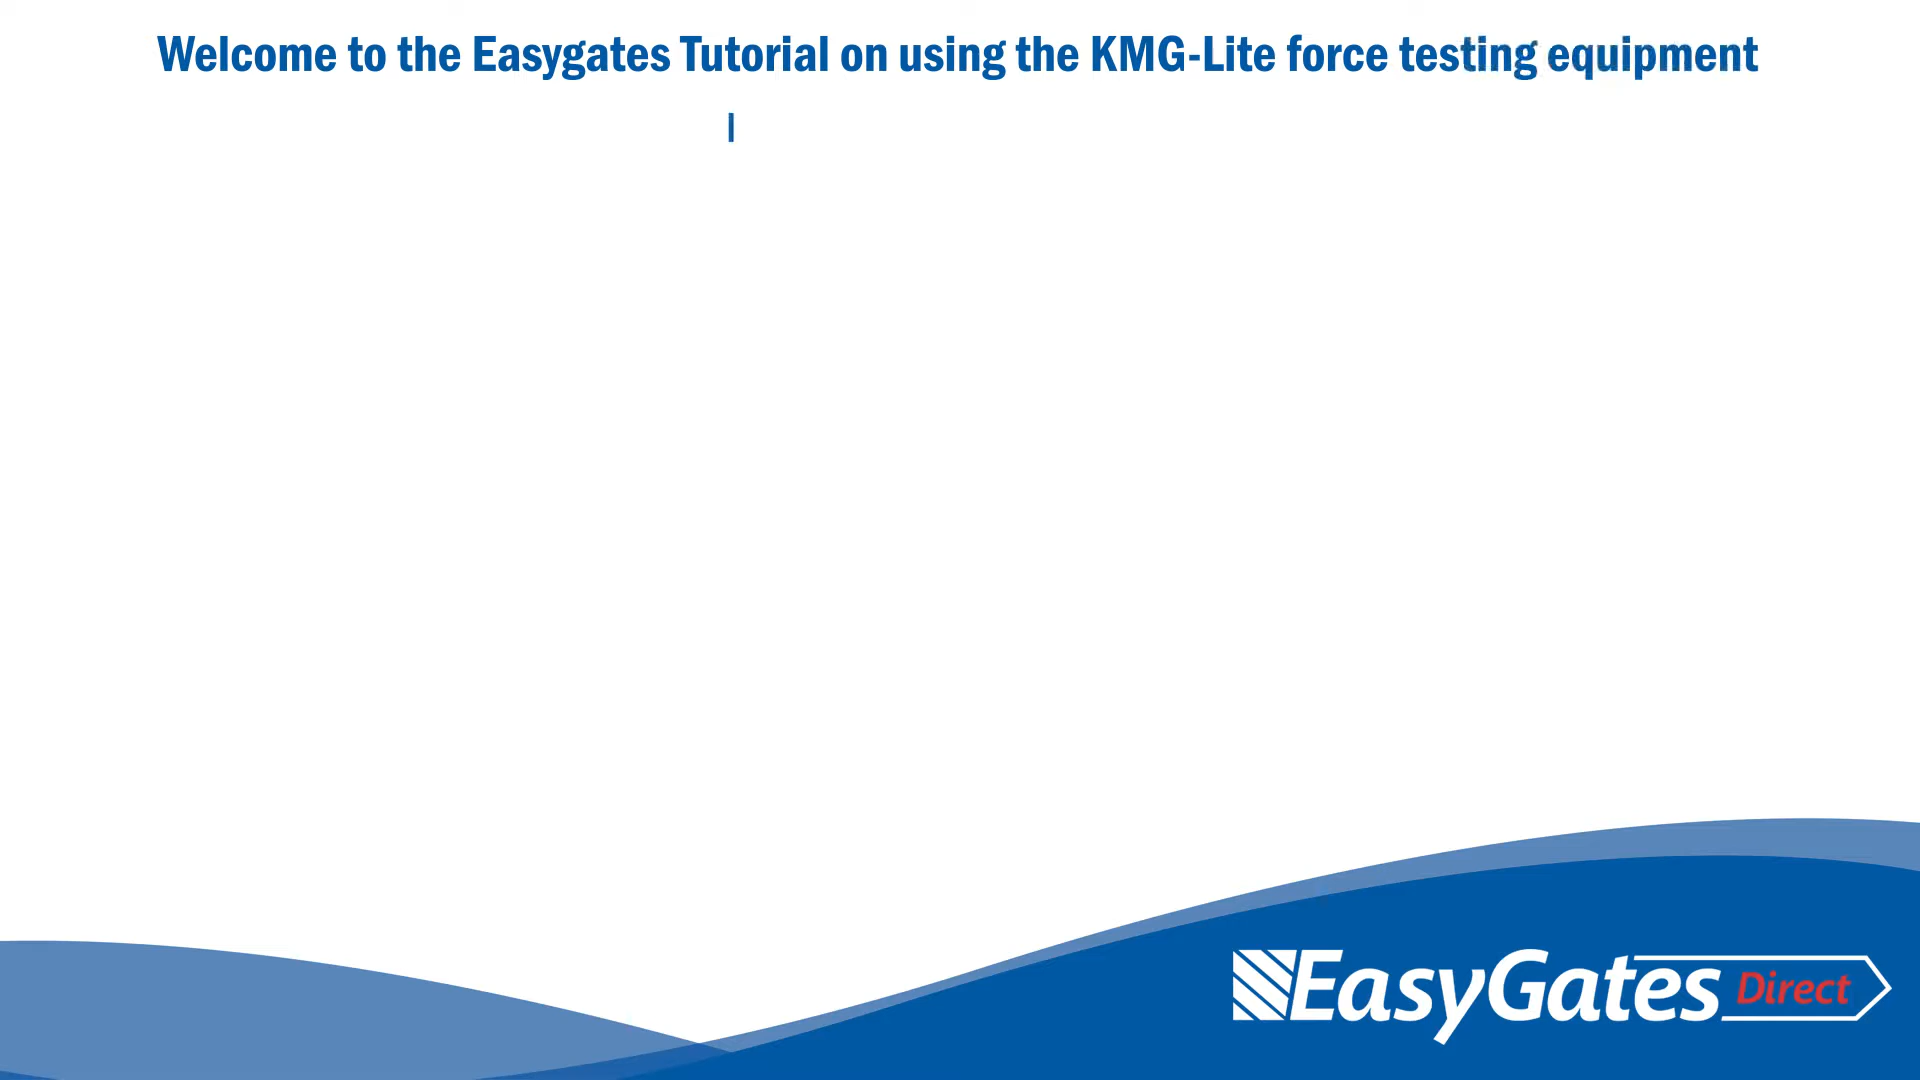 Welcome to the Easygates Tutorial on using the KMG-Lite force testing equipment
I
EasyGates Direct